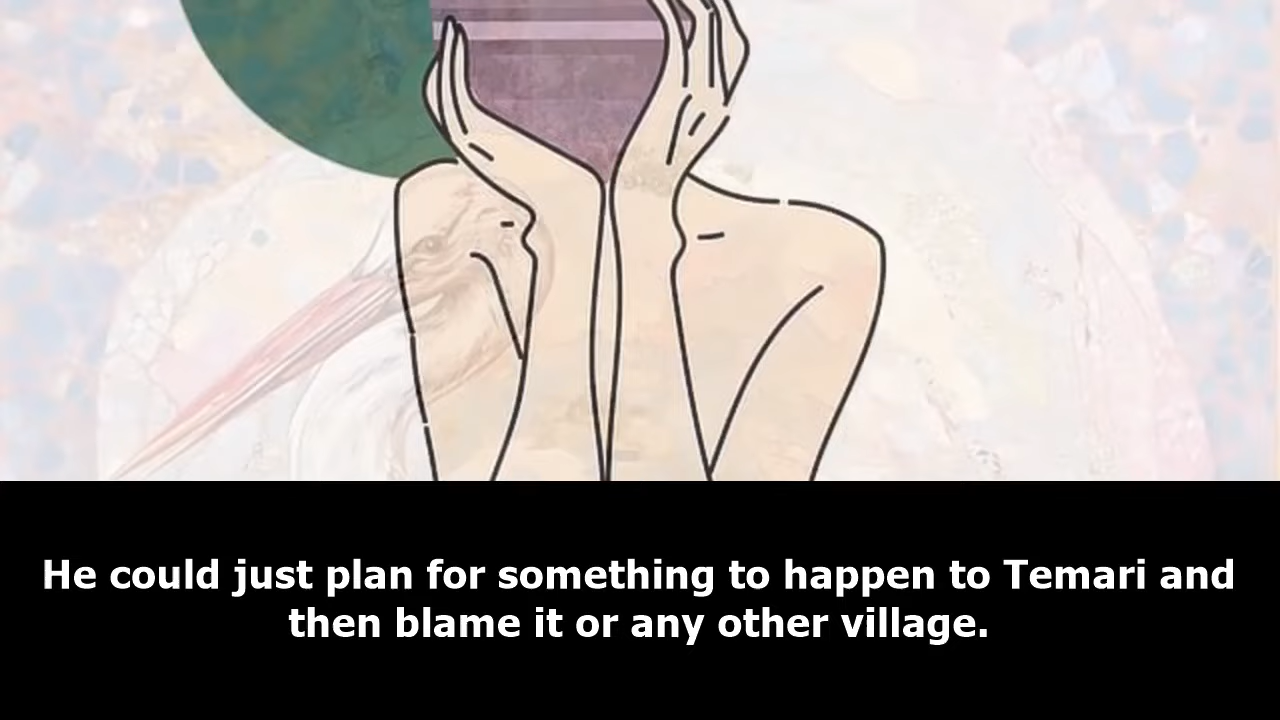 He could just plan for something to happen to Temari and
then blame it or any other village.